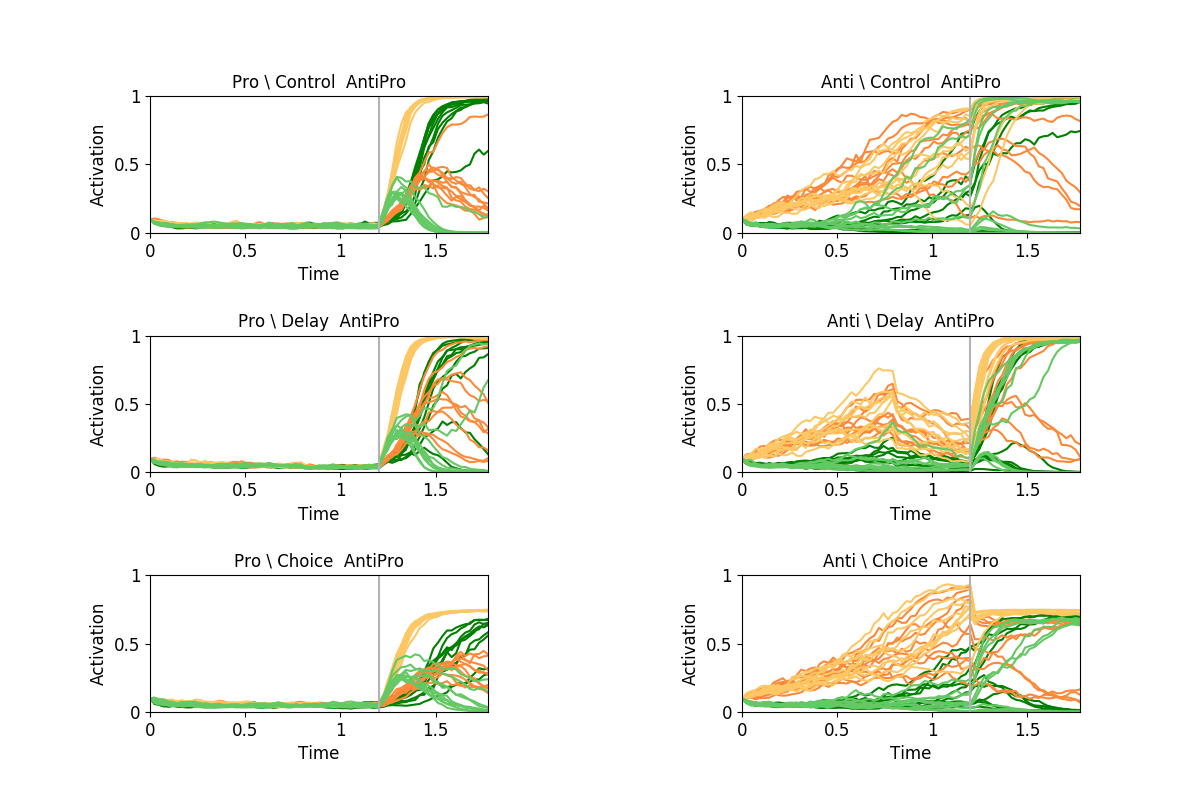 Pro \ Control  AntiPro
1
0.5
0
Activation
0 0.5 1 1.5
Time
Anti \ Control  AntiPro
1
0.5
0
Activation
0 0.5 1 1.5
Time
Pro \ Delay  AntiPro
1
0.5
0
Activation
0 0.5 1 1.5
Time
Anti \ Delay  AntiPro
1
0.5
0
Activation
0 0.5 1 1.5
Time
Pro \ Choice  AntiPro
1
0.5
0
Activation
0 0.5 1 1.5
Time
Anti \ Choice  AntiPro
1
0.5
0
Activation
0 0.5 1 1.5
Time